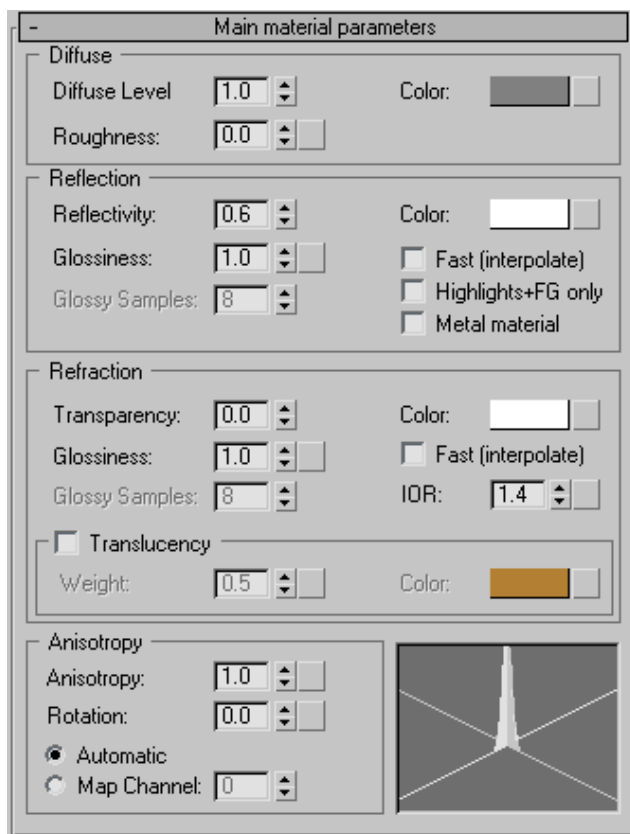 - Main material parameters
Diffuse
Diffuse Level 1.0 Color:
Roughness: 0.0
Reflection
Reflectivity: 0.6 Color:
Glossiness: 1.0 Fast (interpolate)
Glossy Samples: 8 Highlights+FG only
Metal material
Refraction
Transparency: 0.0 Color:
Glossiness: 1.0 Fast (interpolate)
Glossy Samples: 8 IOR: 1.4
Translucency
Weight: 0.5 Color:
Anisotropy
Anisotropy: 1.0
Rotation: 0.0
Automatic
Map Channel: 0